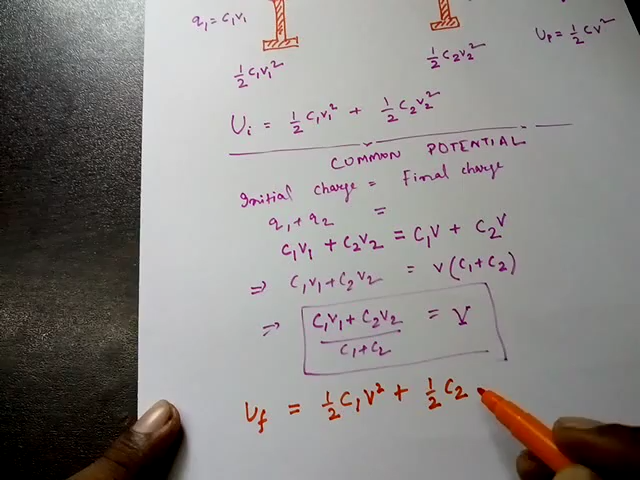 q₁ = C₁V₁
½C₁V₁²
½C₂V₂²
Uₚ = ½CV²
Uᵢ = ½C₁V₁² + ½C₂V₂²
COMMON POTENTIAL
Initial charge = Final charge
q₁ + q₂ =
C₁V₁ + C₂V₂ = C₁V + C₂V
⇒ C₁V₁ + C₂V₂ = V(C₁ + C₂)
⇒ (C₁V₁ + C₂V₂)/(C₁ + C₂) = V
U_f = ½C₁V² + ½C₂